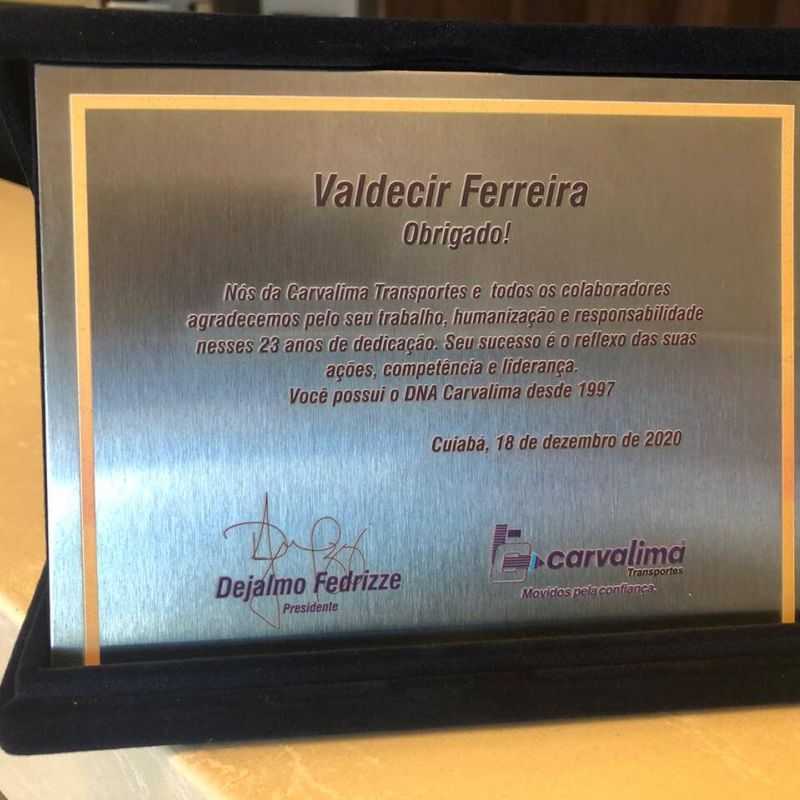 Valdecir Ferreira
Obrigado!
Nós da Carvalima Transportes e todos os colaboradores
agradecemos pelo seu trabalho, humanização e responsabilidade
nesses 23 anos de dedicação. Seu sucesso é o reflexo das suas
ações, competência e liderança.
Você possui o DNA Carvalima desde 1997
Cuiabá, 18 de dezembro de 2020
Dejalmo Fedrizze
Presidente
carvalima
Transportes
Movidos pela confiança.